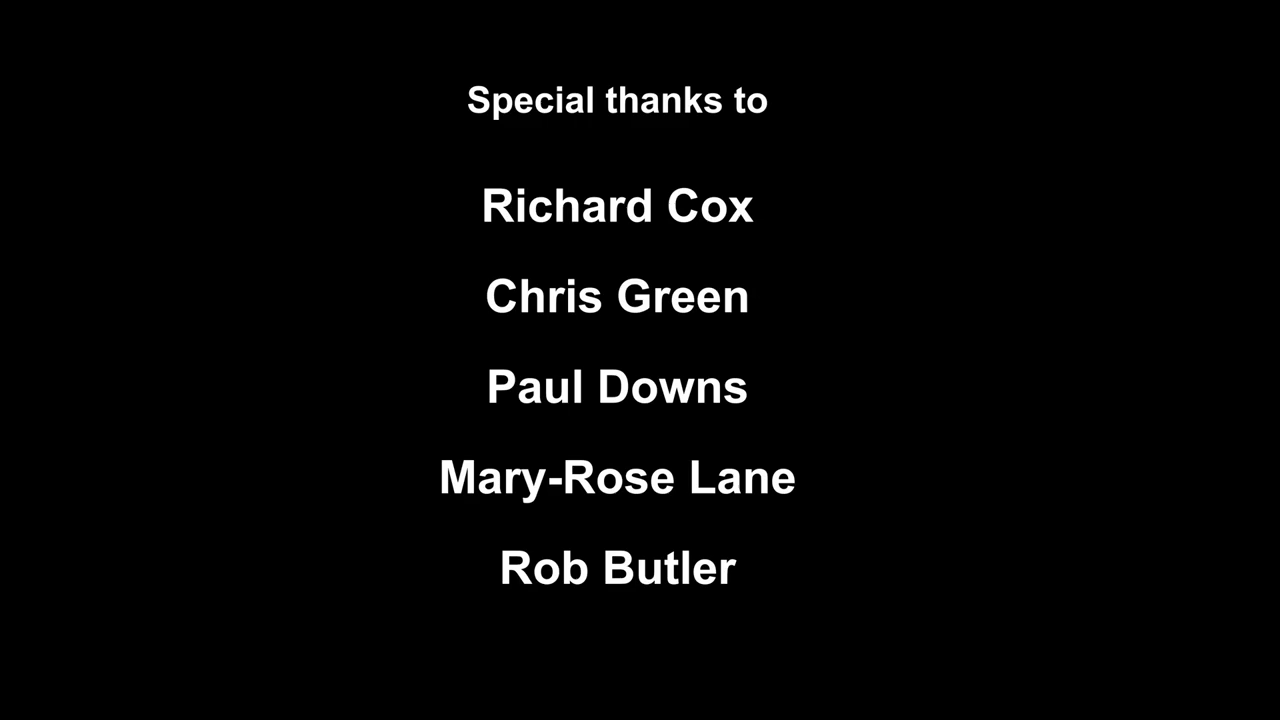 Special thanks to
Richard Cox
Chris Green
Paul Downs
Mary-Rose Lane
Rob Butler